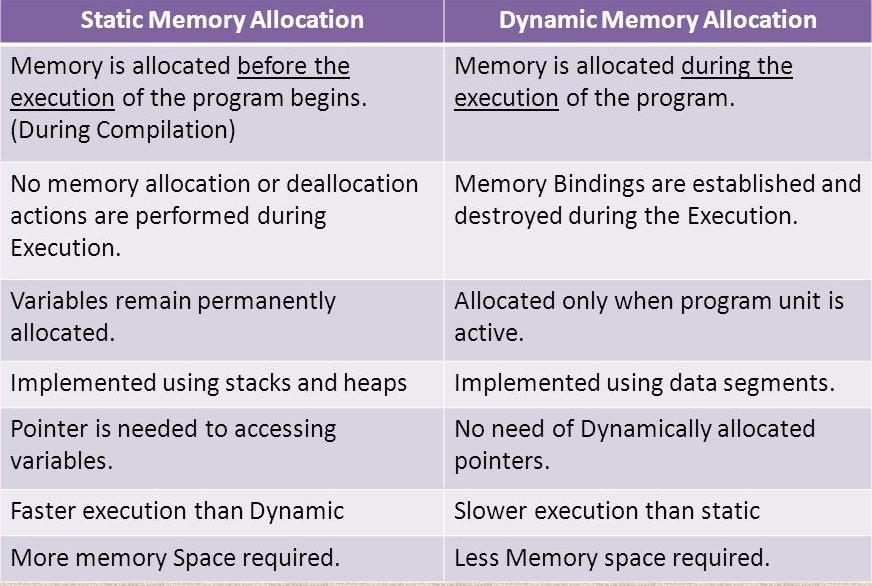 Static Memory Allocation
Dynamic Memory Allocation
Memory is allocated before the
execution of the program begins.
(During Compilation)
Memory is allocated during the
execution of the program.
No memory allocation or deallocation
actions are performed during
Execution.
Memory Bindings are established and
destroyed during the Execution.
Variables remain permanently
allocated.
Allocated only when program unit is
active.
Implemented using stacks and heaps
Implemented using data segments.
Pointer is needed to accessing
variables.
No need of Dynamically allocated
pointers.
Faster execution than Dynamic
Slower execution than static
More memory Space required.
Less Memory space required.